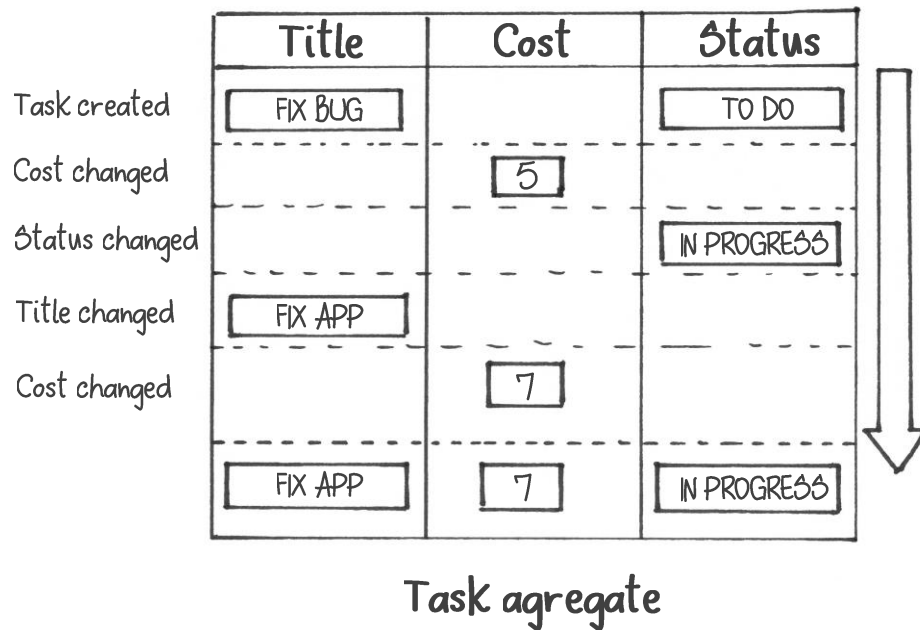 Title Cost Status
Task created FIX BUG TO DO
Cost changed 5
Status changed IN PROGRESS
Title changed FIX APP
Cost changed 7
FIX APP 7 IN PROGRESS
Task agregate